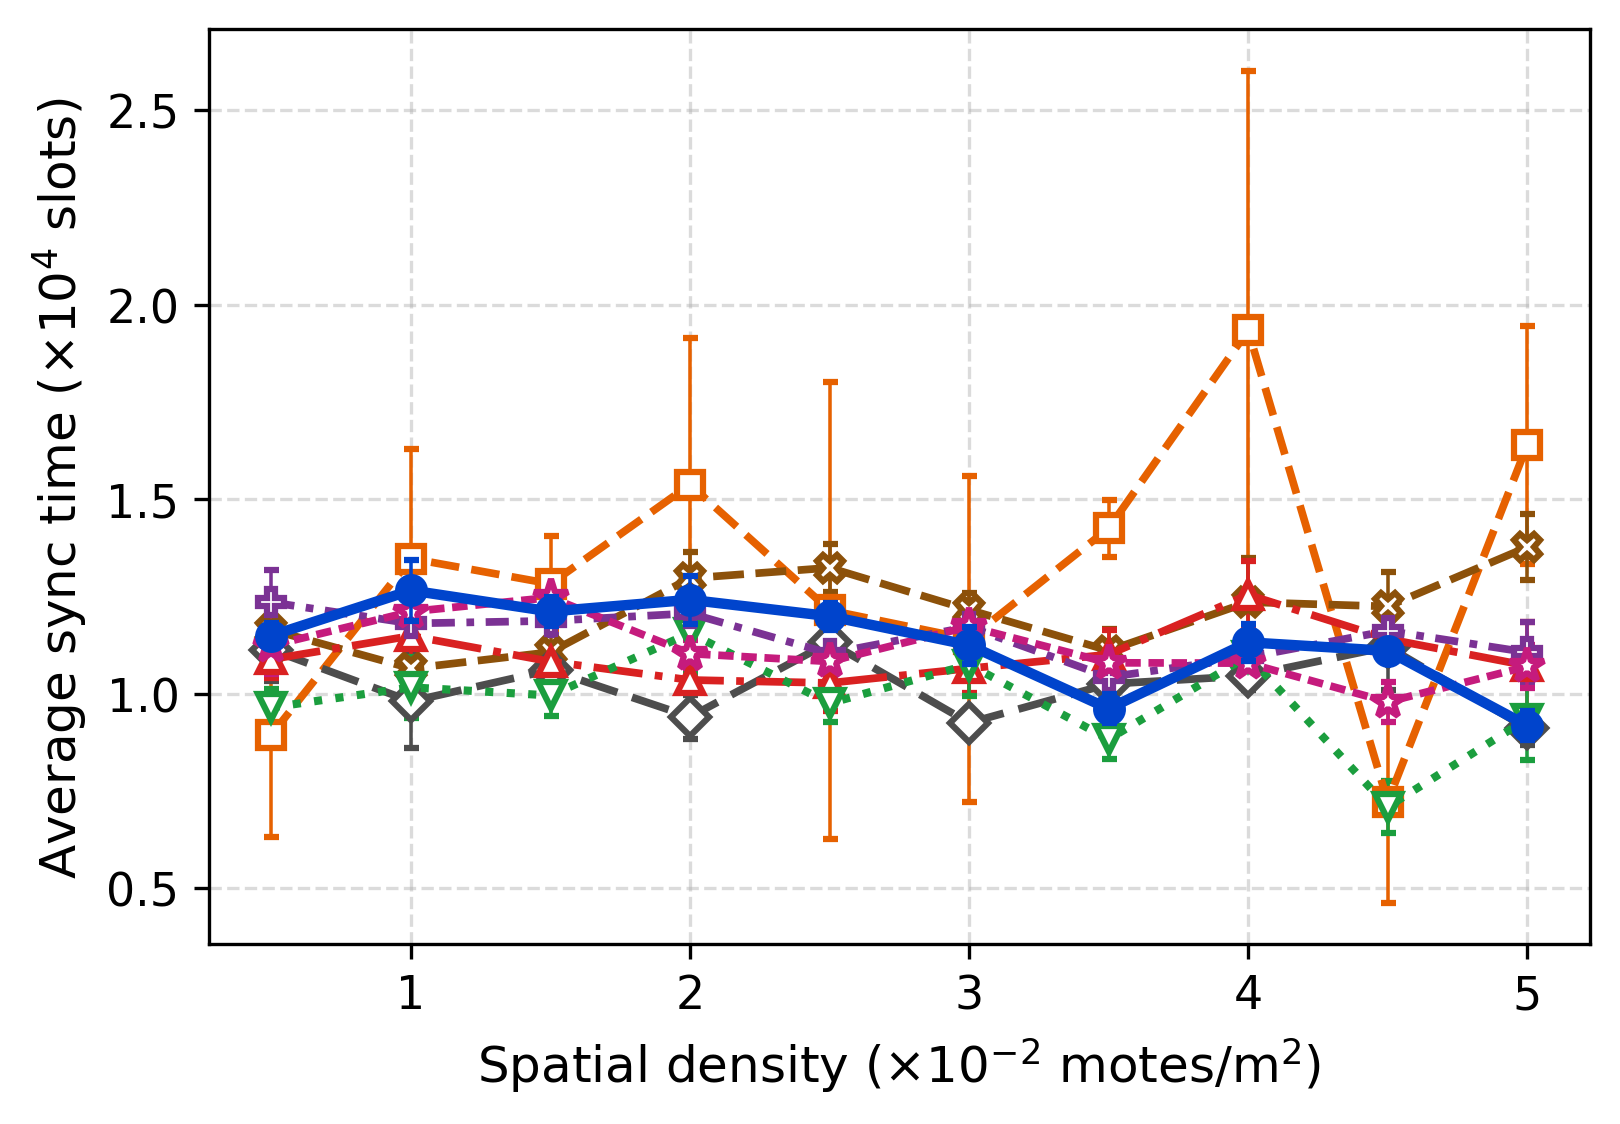 Average sync time (×10⁴ slots)
2.5
2.0
1.5
1.0
0.5
1 2 3 4 5
Spatial density (×10⁻² motes/m²)